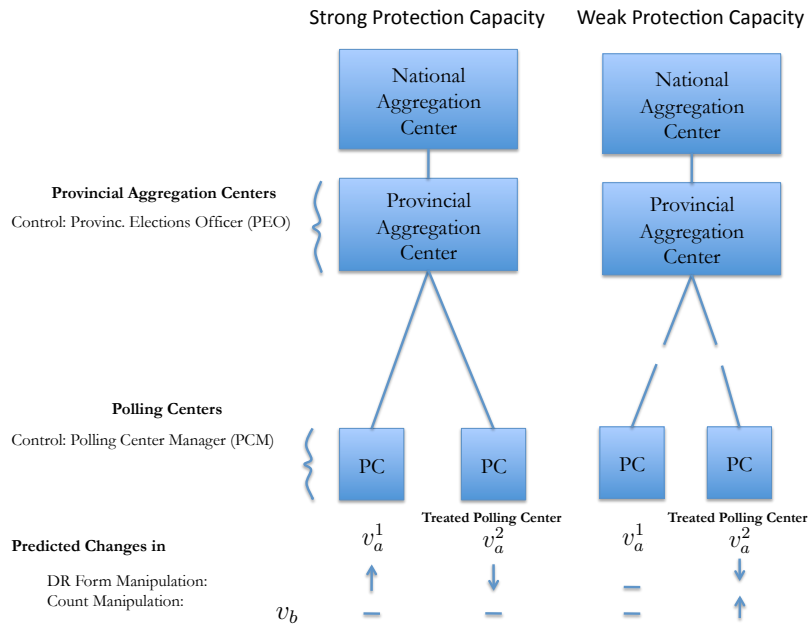 Strong Protection Capacity
Weak Protection Capacity
National
Aggregation
Center
National
Aggregation
Center
Provincial Aggregation Centers
Control: Provinc. Elections Officer (PEO)
Provincial
Aggregation
Center
Provincial
Aggregation
Center
Polling Centers
Control: Polling Center Manager (PCM)
PC
PC
PC
PC
Treated Polling Center
Treated Polling Center
Predicted Changes in
v_a^1
v_a^2
v_a^1
v_a^2
DR Form Manipulation:
Count Manipulation:
v_b